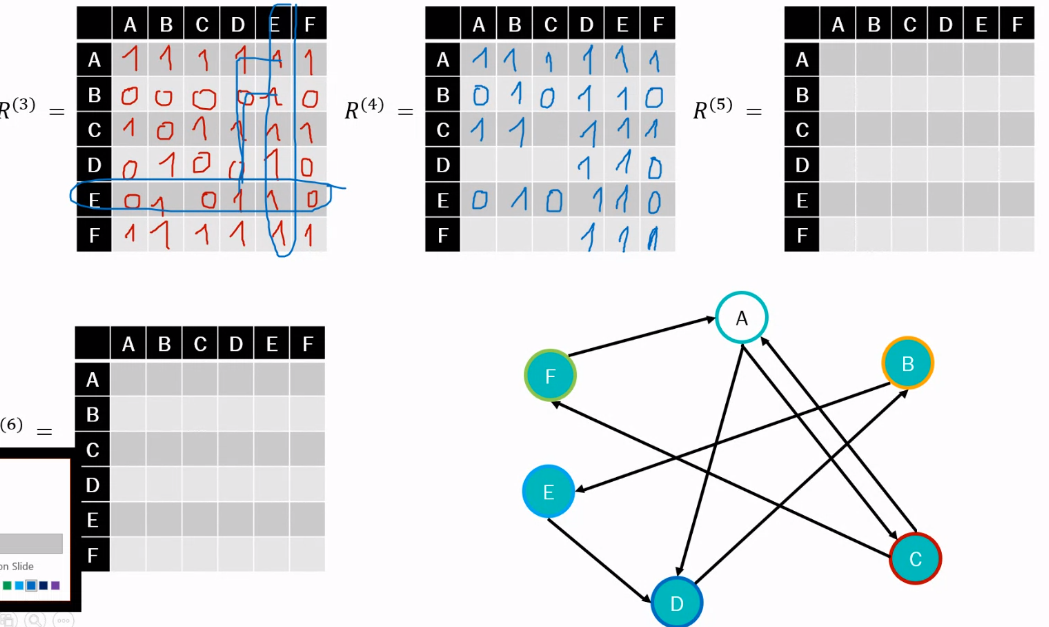 A B C D E F
A 1 1 1 1 1 1
B 0 0 0 0 1 0
C 1 0 1 1 1 1
D 0 1 0 0 1 0
E 0 1 0 1 1 0
F 1 1 1 1 1 1
R(3) =
A B C D E F
A 1 1 1 1 1 1
B 0 1 0 1 1 0
C 1 1 1 1 1
D 1 1 0
E 0 1 0 1 1 0
F 1 1 1
R(4) =
A B C D E F
A
B
C
D
E
F
R(5) =
A B C D E F
A
B
C
D
E
F
(6) =
on Slide
A
F
B
E
C
D